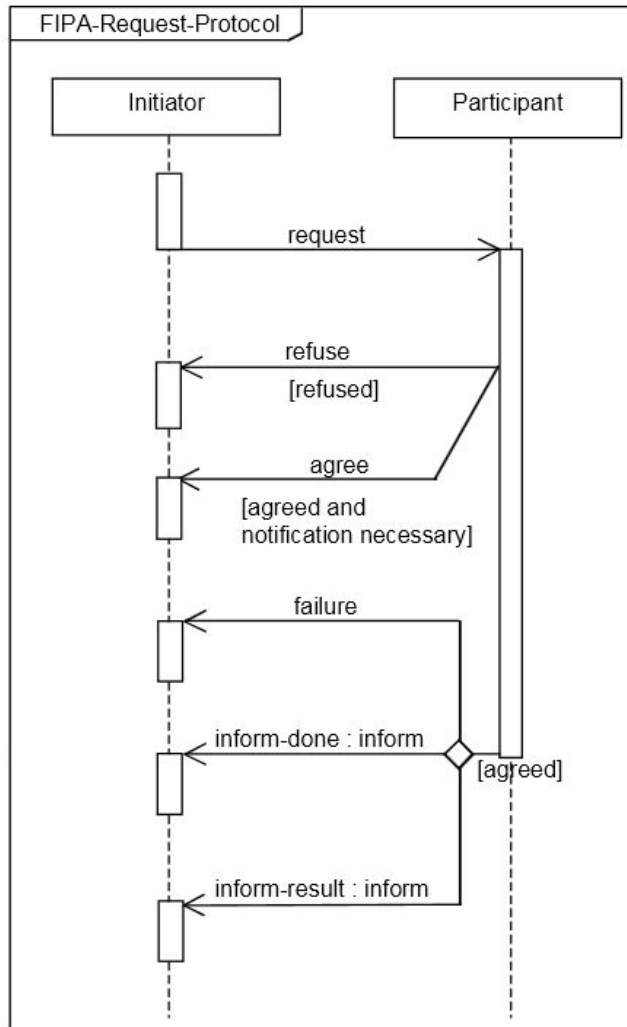 FIPA-Request-Protocol
Initiator
Participant
request
refuse
[refused]
agree
[agreed and
notification necessary]
failure
inform-done : inform
[agreed]
inform-result : inform